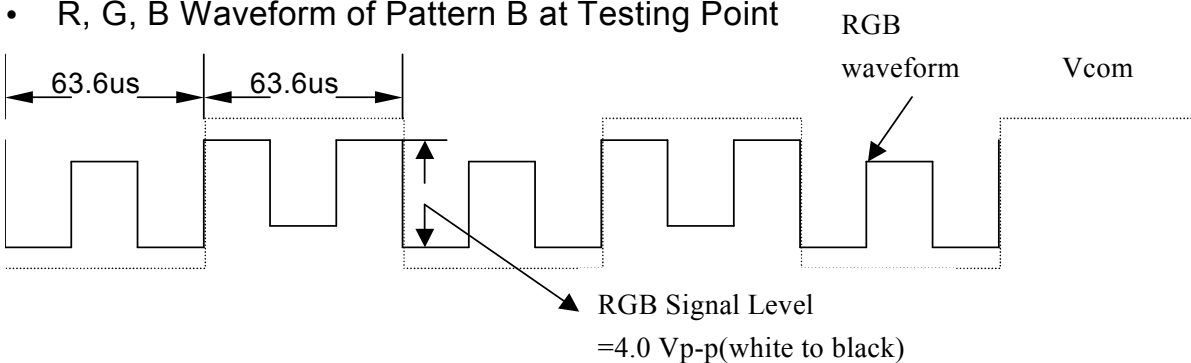 • R, G, B Waveform of Pattern B at Testing Point
RGB
waveform
Vcom
63.6us
63.6us
RGB Signal Level
=4.0 Vp-p(white to black)